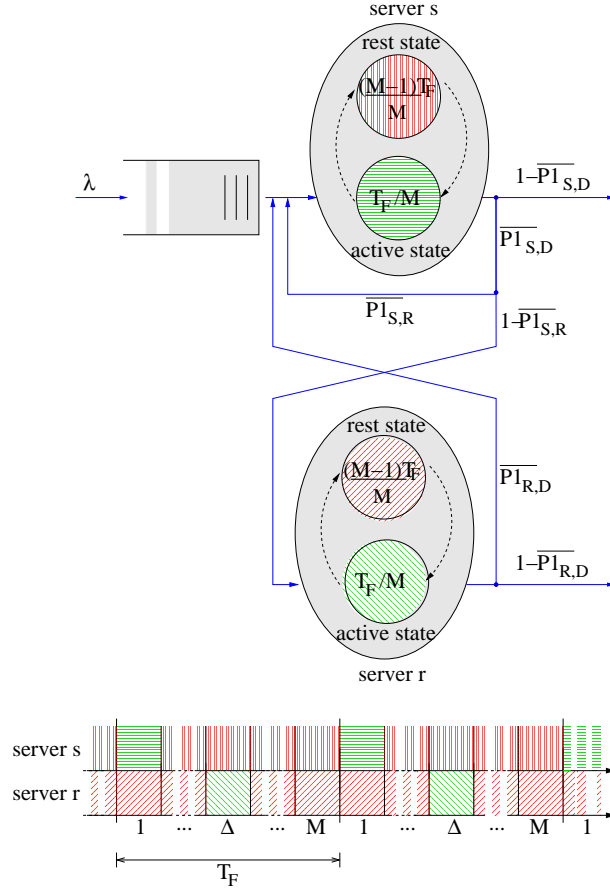 server s
rest state
(M−1)T_F
M
λ
T_F/M
active state
1−P1_S,D
P1_S,D
P1_S,R
1−P1_S,R
rest state
(M−1)T_F
M
P1_R,D
T_F/M
1−P1_R,D
active state
server r
server s
server r
1 ... Δ ... M 1 ... Δ ... M 1
T_F